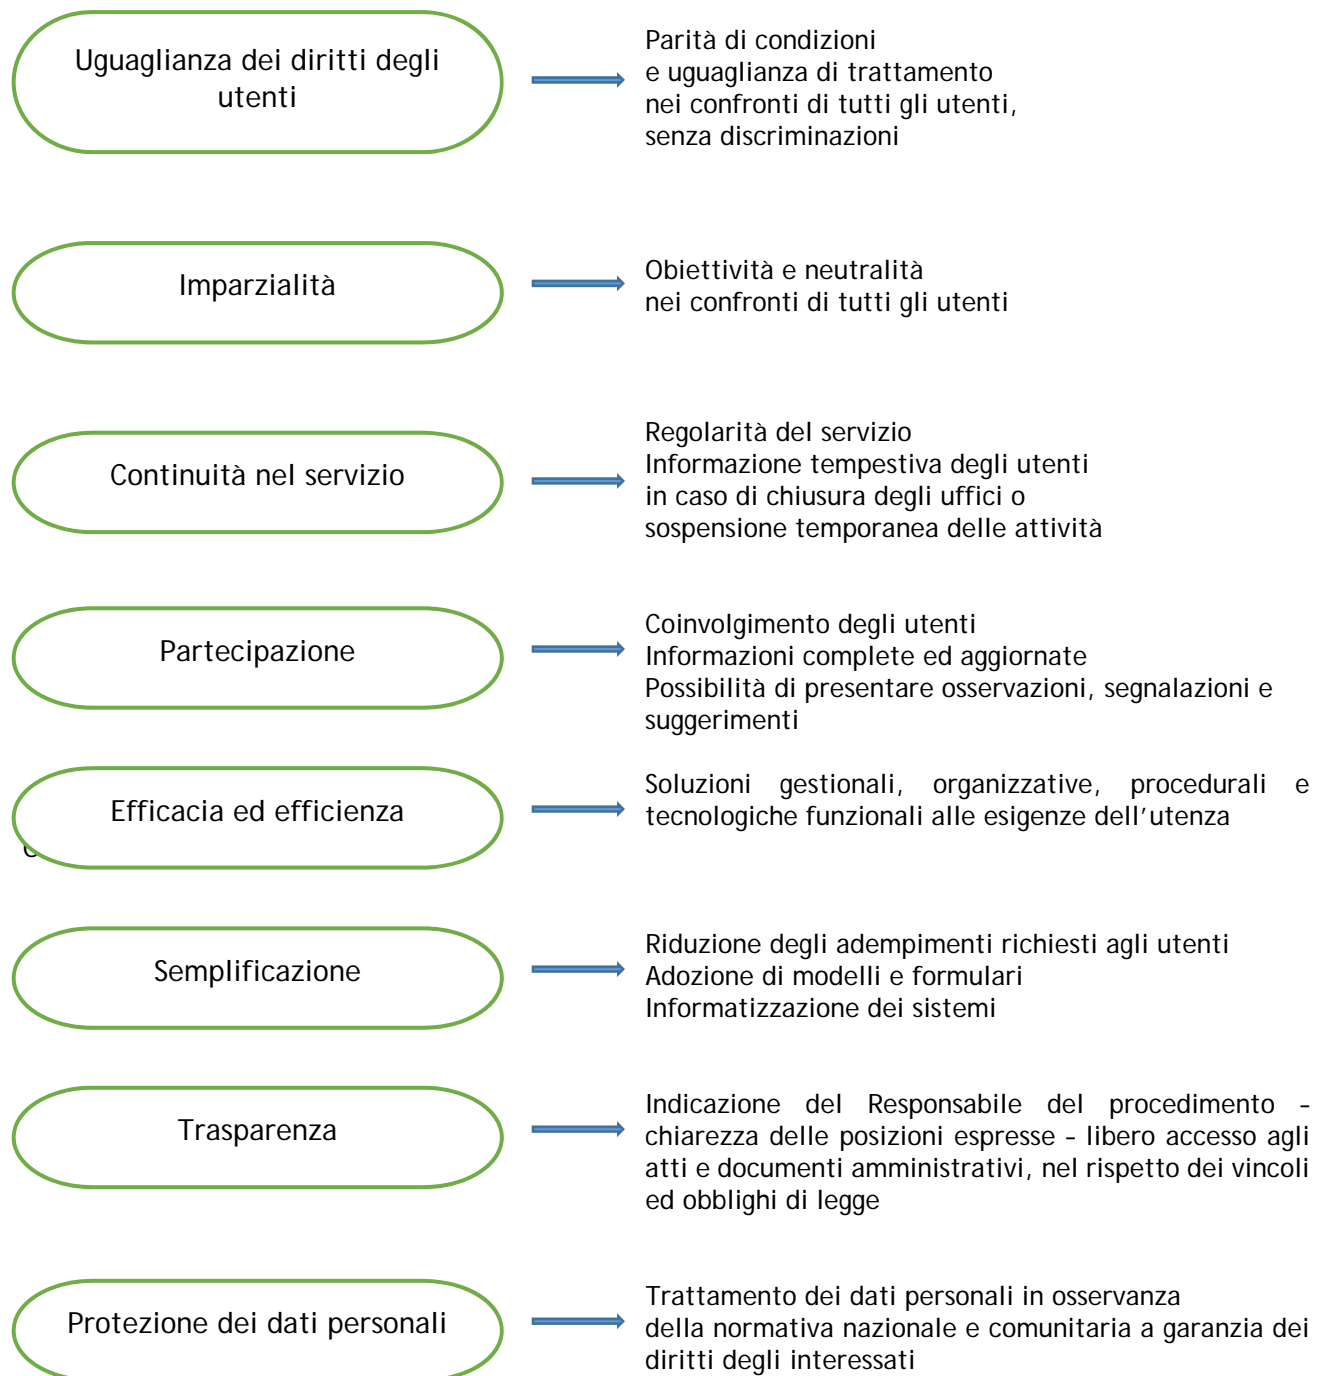 Uguaglianza dei diritti degli
utenti
Parità di condizioni
e uguaglianza di trattamento
nei confronti di tutti gli utenti,
senza discriminazioni
Imparzialità
Obiettività e neutralità
nei confronti di tutti gli utenti
Continuità nel servizio
Regolarità del servizio
Informazione tempestiva degli utenti
in caso di chiusura degli uffici o
sospensione temporanea delle attività
Partecipazione
Coinvolgimento degli utenti
Informazioni complete ed aggiornate
Possibilità di presentare osservazioni, segnalazioni e
suggerimenti
Efficacia ed efficienza
Soluzioni gestionali, organizzative, procedurali e
tecnologiche funzionali alle esigenze dell'utenza
Semplificazione
Riduzione degli adempimenti richiesti agli utenti
Adozione di modelli e formulari
Informatizzazione dei sistemi
Trasparenza
Indicazione del Responsabile del procedimento –
chiarezza delle posizioni espresse – libero accesso agli
atti e documenti amministrativi, nel rispetto dei vincoli
ed obblighi di legge
Protezione dei dati personali
Trattamento dei dati personali in osservanza
della normativa nazionale e comunitaria a garanzia dei
diritti degli interessati